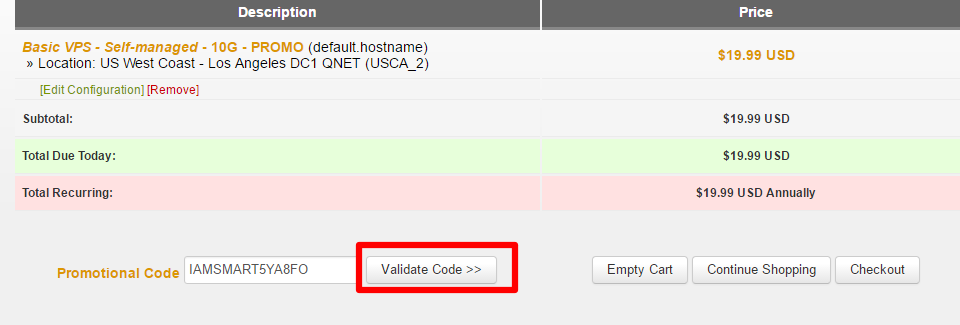 Description Price
Basic VPS - Self-managed - 10G - PROMO (default.hostname)
» Location: US West Coast - Los Angeles DC1 QNET (USCA_2)
$19.99 USD
[Edit Configuration] [Remove]
Subtotal: $19.99 USD
Total Due Today: $19.99 USD
Total Recurring: $19.99 USD Annually
Promotional Code IAMSMART5YA8FO Validate Code >> Empty Cart Continue Shopping Checkout